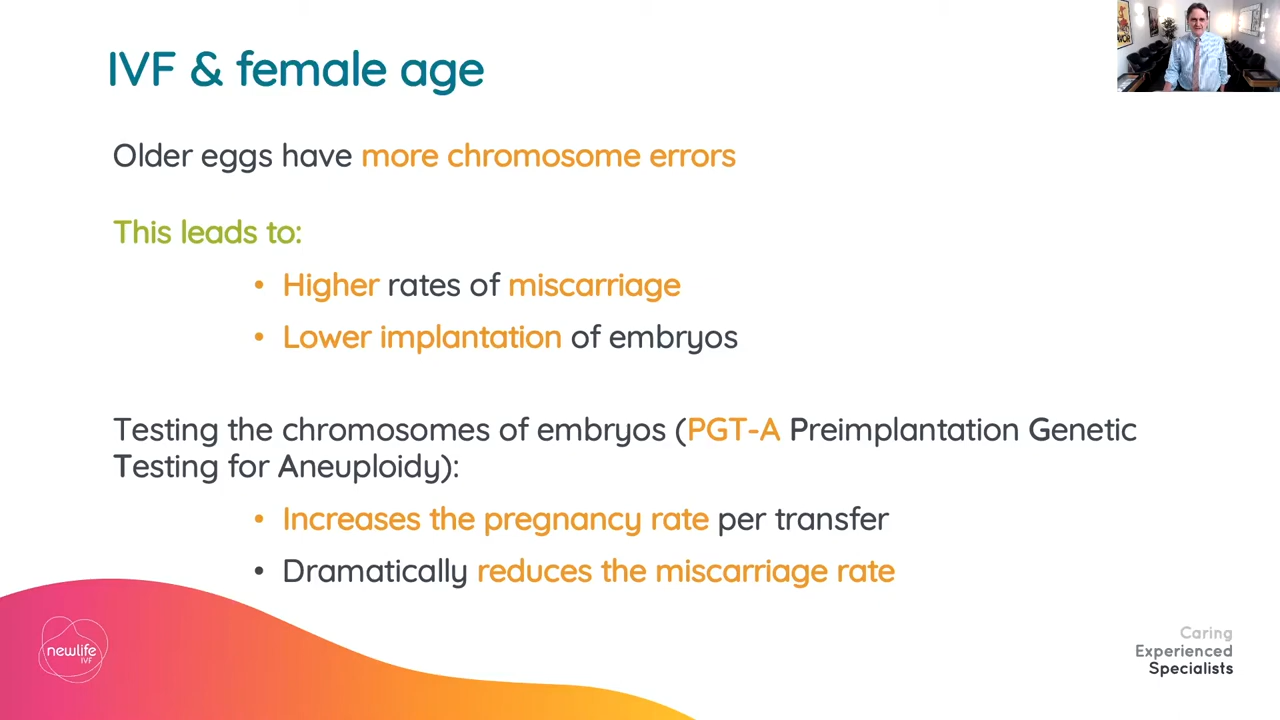 IVF & female age
Older eggs have more chromosome errors
This leads to:
• Higher rates of miscarriage
• Lower implantation of embryos
Testing the chromosomes of embryos (PGT-A Preimplantation Genetic
Testing for Aneuploidy):
• Increases the pregnancy rate per transfer
• Dramatically reduces the miscarriage rate
newlife
IVF
Caring
Experienced
Specialists